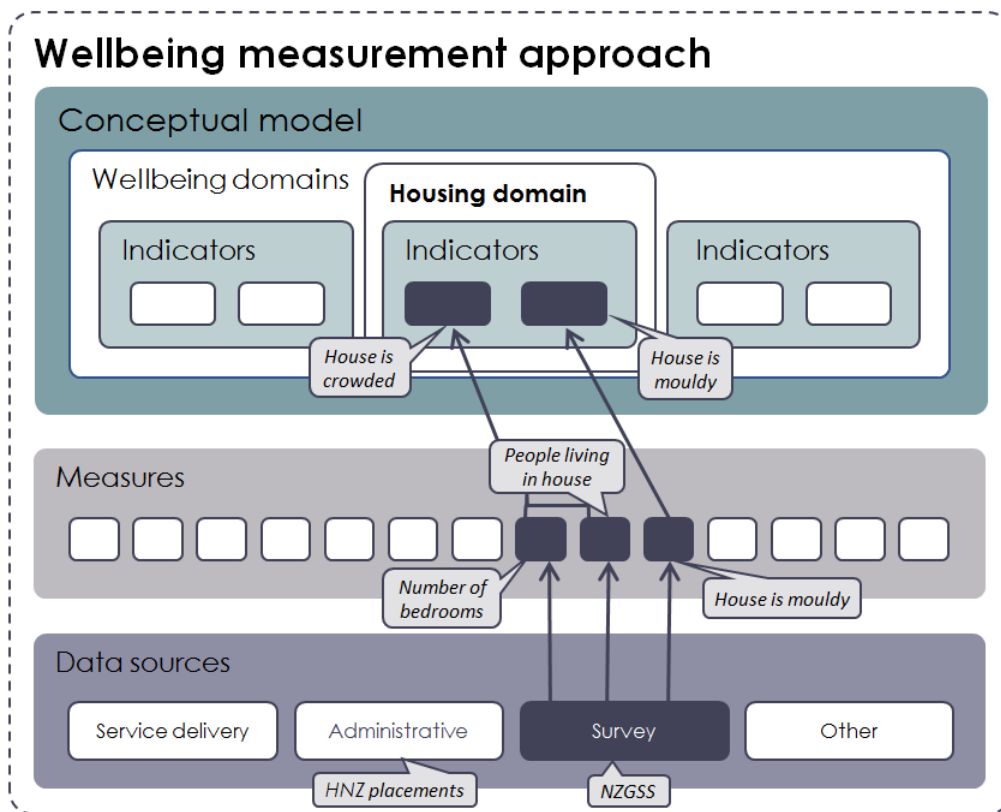 Wellbeing measurement approach
Conceptual model
Wellbeing domains
Housing domain
Indicators
Indicators
Indicators
House is
crowded
House is
mouldy
People living
in house
Measures
Number of
bedrooms
House is mouldy
Data sources
Service delivery
Administrative
Survey
Other
HNZ placements
NZGSS